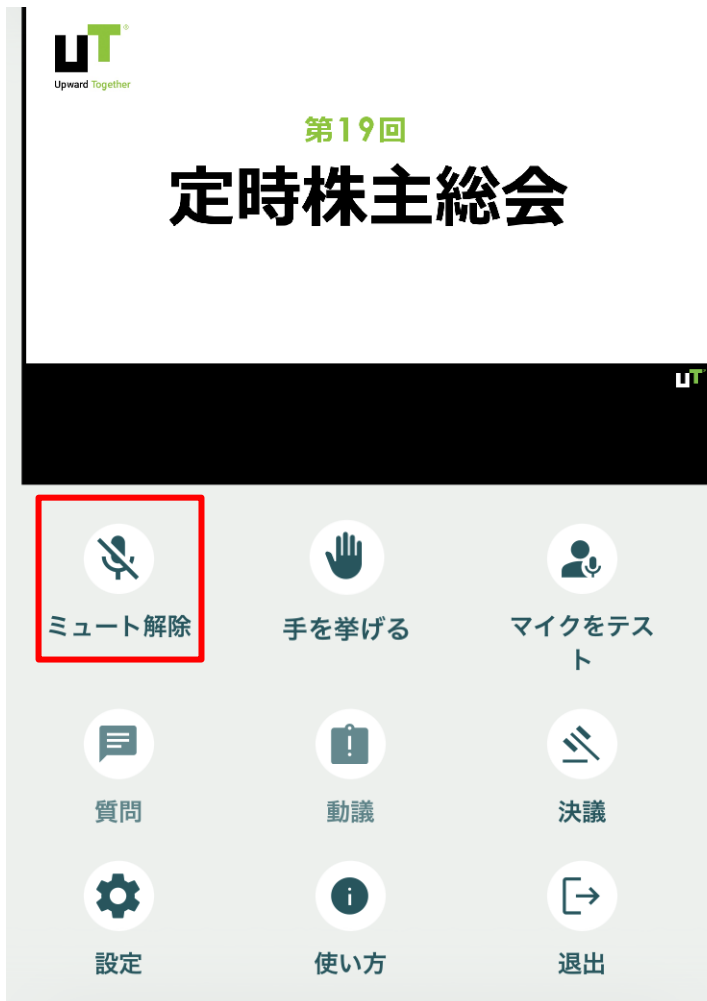 UT
Upward Together
第19回
定時株主総会
UT
ミュート解除
手を挙げる
マイクをテス
ト
質問
動議
決議
設定
使い方
退出